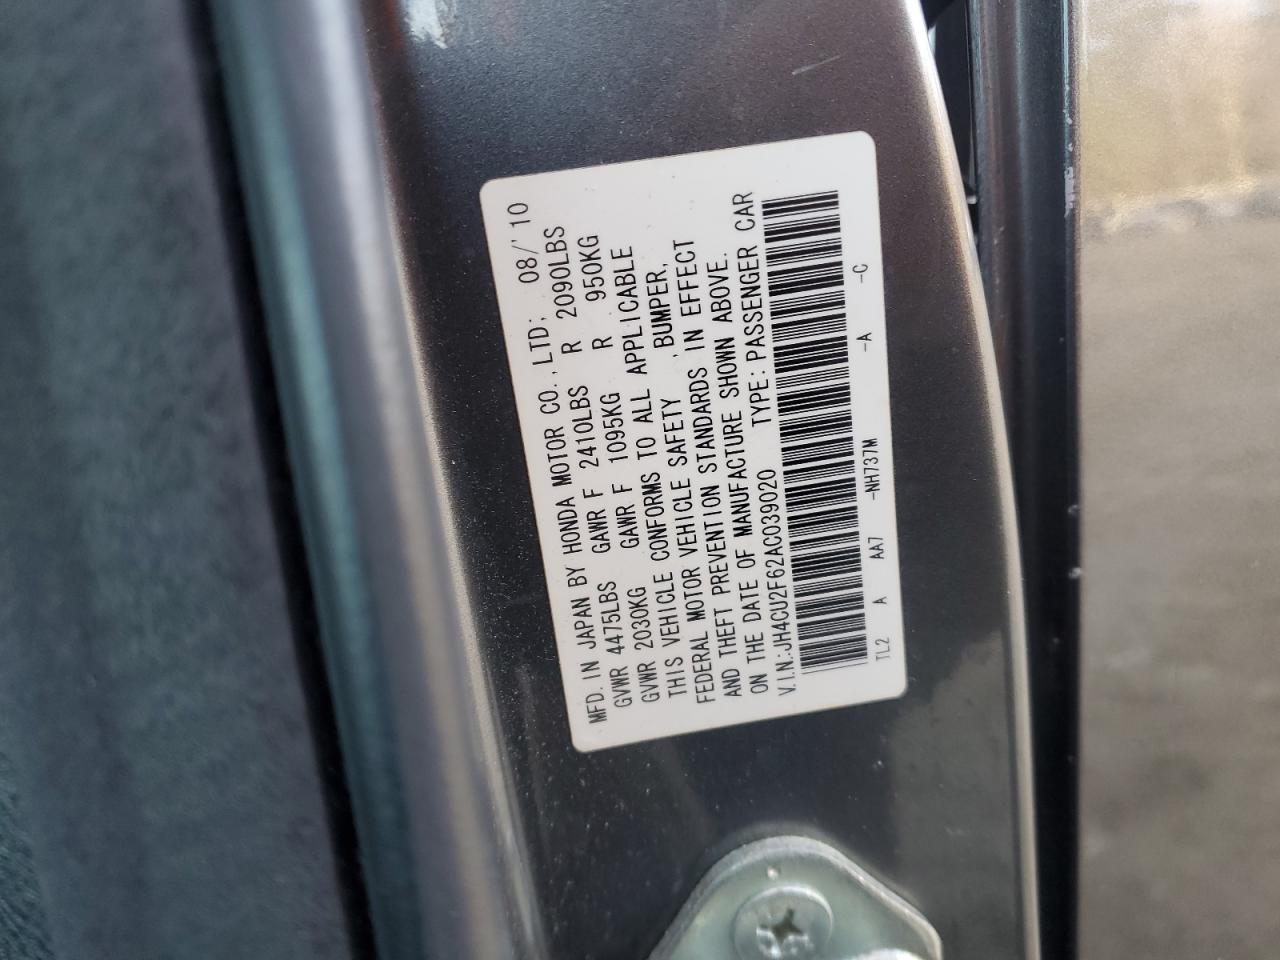 MFD. IN JAPAN BY HONDA MOTOR CO., LTD; 08/'10
GVWR 4475LBS GAWR F 2410LBS R 2090LBS
GVWR 2030KG GAWR F 1095KG R 950KG
THIS VEHICLE CONFORMS TO ALL APPLICABLE
FEDERAL MOTOR VEHICLE SAFETY ,BUMPER,
AND THEFT PREVENTION STANDARDS IN EFFECT
ON THE DATE OF MANUFACTURE SHOWN ABOVE.
V.I.N.:JH4CU2F62AC039020 TYPE:PASSENGER CAR
TL2 A AA7 -NH737M -A -C